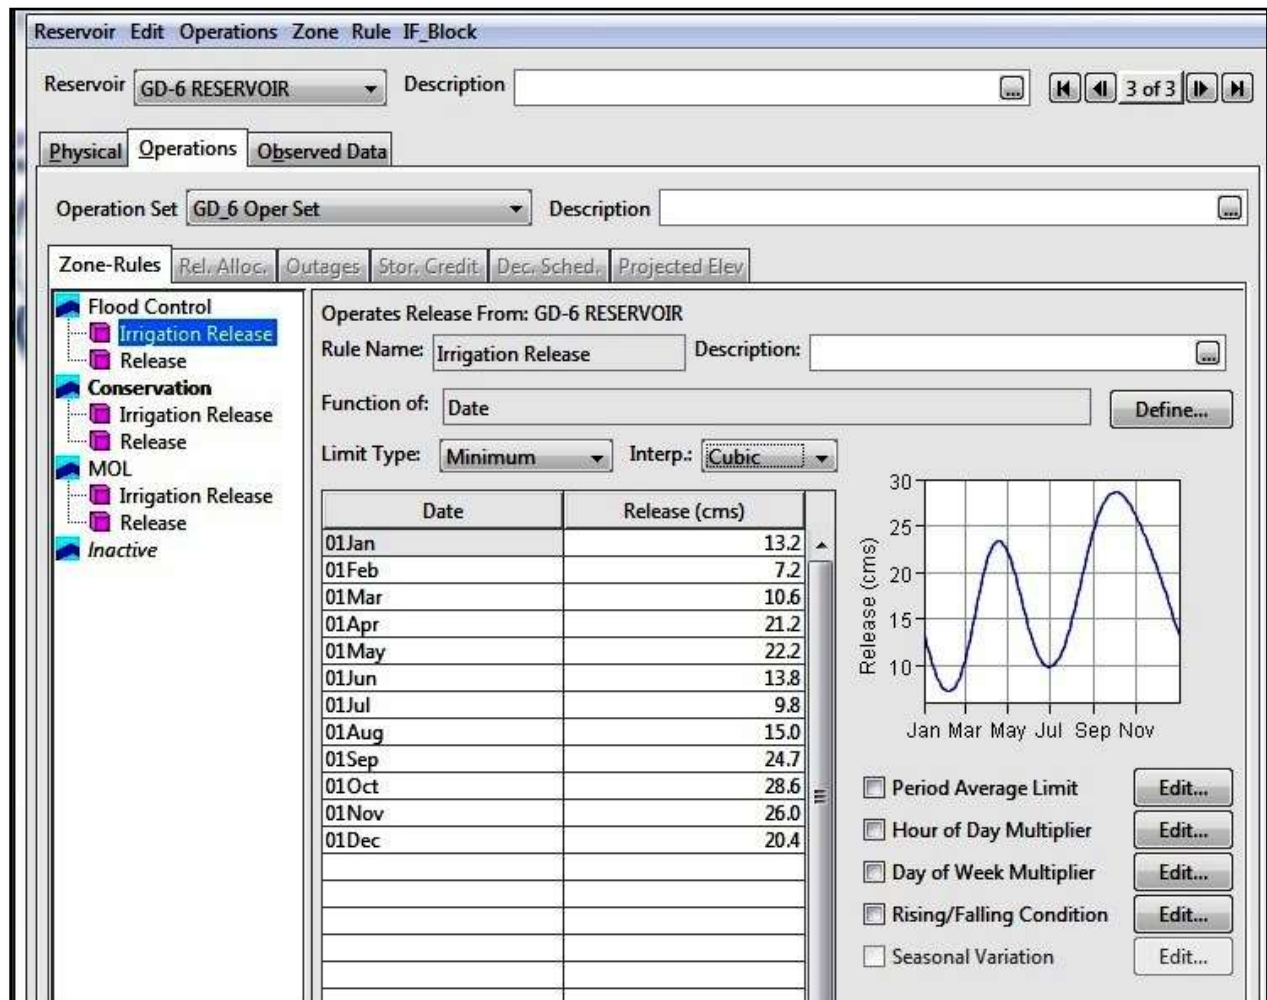 Reservoir Edit Operations Zone Rule IF_Block
Reservoir GD-6 RESERVOIR Description ... 3 of 3
Physical Operations Observed Data
Operation Set GD_6 Oper Set Description ...
Zone-Rules Rel. Alloc. Outages Stor. Credit Dec. Sched. Projected Elev
Flood Control
Irrigation Release
Release
Conservation
Irrigation Release
Release
MOL
Irrigation Release
Release
Inactive
Operates Release From: GD-6 RESERVOIR
Rule Name: Irrigation Release Description: ...
Function of: Date Define...
Limit Type: Minimum Interp.: Cubic
Date Release (cms)
01Jan 13.2
01Feb 7.2
01Mar 10.6
01Apr 21.2
01May 22.2
01Jun 13.8
01Jul 9.8
01Aug 15.0
01Sep 24.7
01Oct 28.6
01Nov 26.0
01Dec 20.4
Release (cms)
30
25
20
15
10
Jan Mar May Jul Sep Nov
Period Average Limit Edit...
Hour of Day Multiplier Edit...
Day of Week Multiplier Edit...
Rising/Falling Condition Edit...
Seasonal Variation Edit...